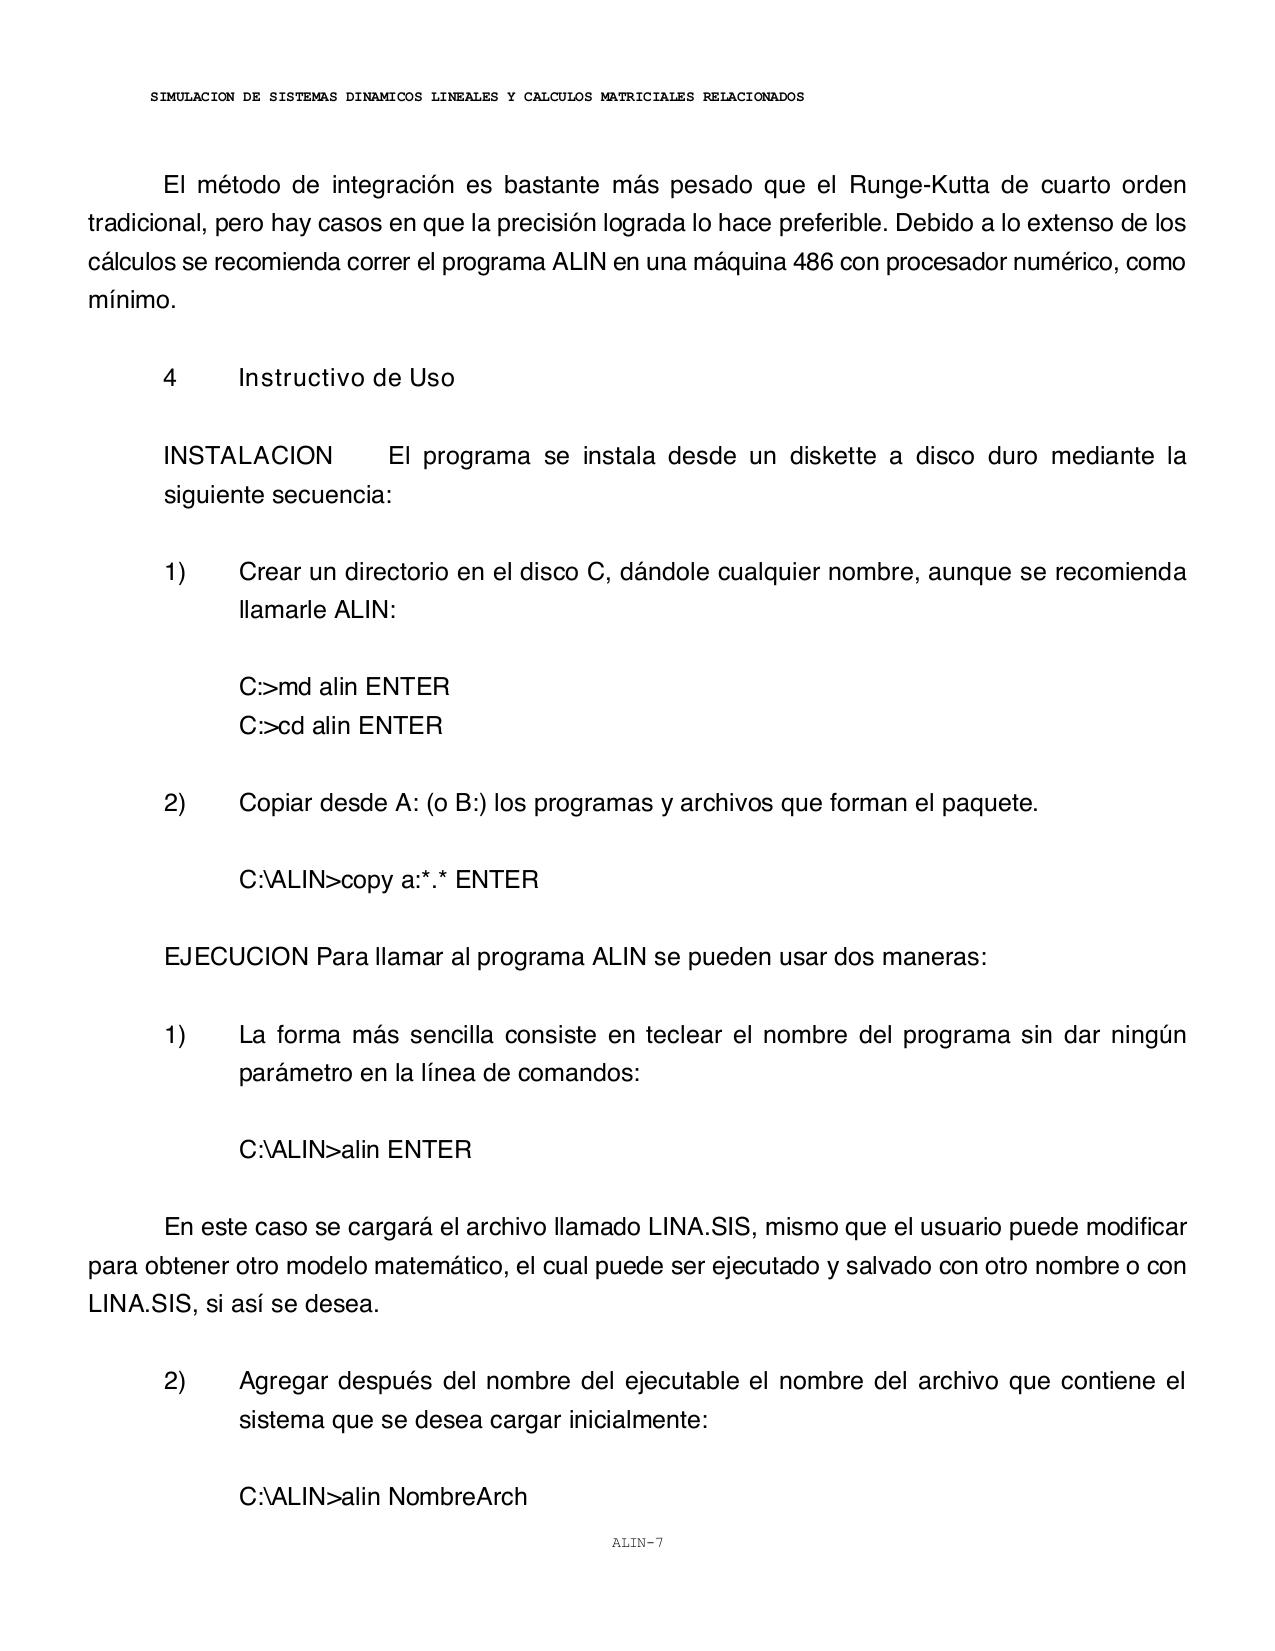 SIMULACION DE SISTEMAS DINAMICOS LINEALES Y CALCULOS MATRICIALES RELACIONADOS
El método de integración es bastante más pesado que el Runge-Kutta de cuarto orden
tradicional, pero hay casos en que la precisión lograda lo hace preferible. Debido a lo extenso de los
cálculos se recomienda correr el programa ALIN en una máquina 486 con procesador numérico, como
mínimo.
4 Instructivo de Uso
INSTALACION El programa se instala desde un diskette a disco duro mediante la
siguiente secuencia:
1) Crear un directorio en el disco C, dándole cualquier nombre, aunque se recomienda
llamarle ALIN:
C:>md alin ENTER
C:>cd alin ENTER
2) Copiar desde A: (o B:) los programas y archivos que forman el paquete.
C:\ALIN>copy a:*.* ENTER
EJECUCION Para llamar al programa ALIN se pueden usar dos maneras:
1) La forma más sencilla consiste en teclear el nombre del programa sin dar ningún
parámetro en la línea de comandos:
C:\ALIN>alin ENTER
En este caso se cargará el archivo llamado LINA.SIS, mismo que el usuario puede modificar
para obtener otro modelo matemático, el cual puede ser ejecutado y salvado con otro nombre o con
LINA.SIS, si así se desea.
2) Agregar después del nombre del ejecutable el nombre del archivo que contiene el
sistema que se desea cargar inicialmente:
C:\ALIN>alin NombreArch
ALIN-7